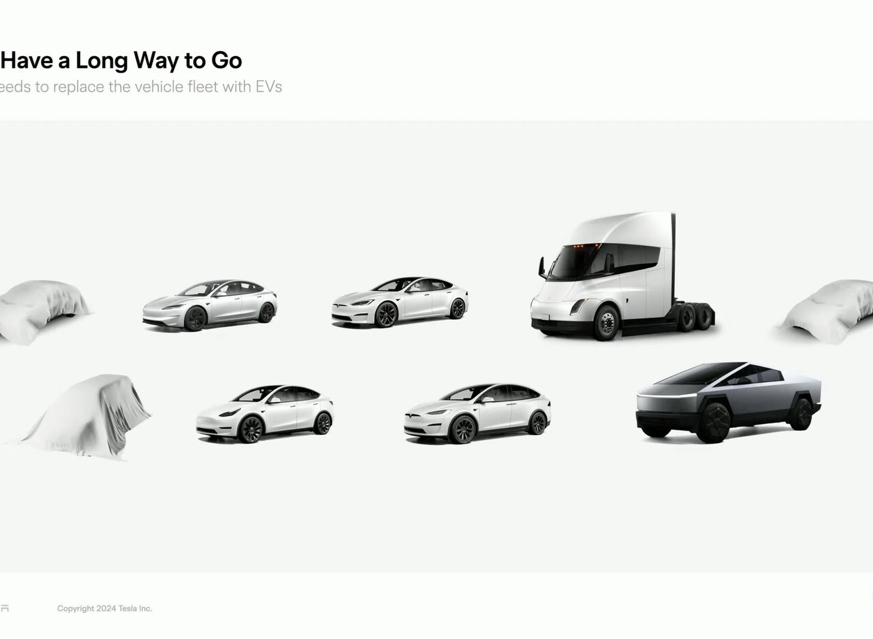 Have a Long Way to Go
eeds to replace the vehicle fleet with EVs
Copyright 2024 Tesla Inc.